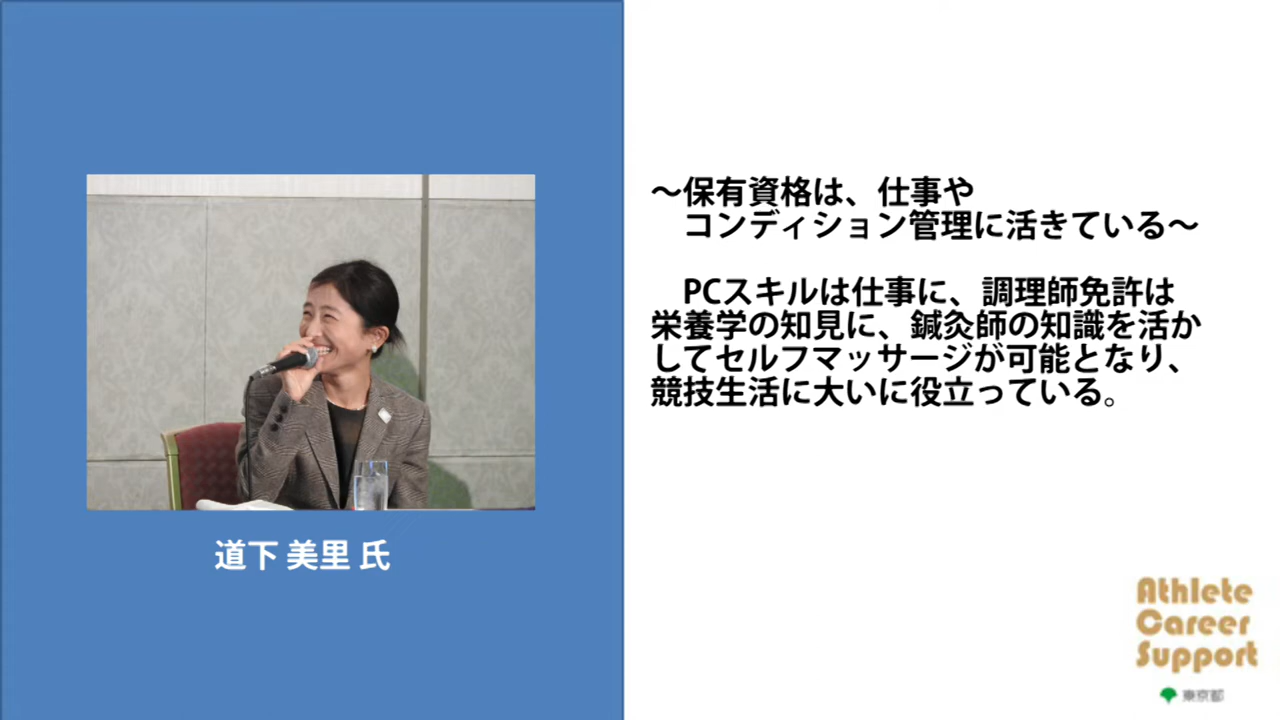 道下 美里 氏
～保有資格は、仕事や
コンディション管理に活きている～
PCスキルは仕事に、調理師免許は
栄養学の知見に、鍼灸師の知識を活か
してセルフマッサージが可能となり、
競技生活に大いに役立っている。
Athlete
Career
Support
東京都